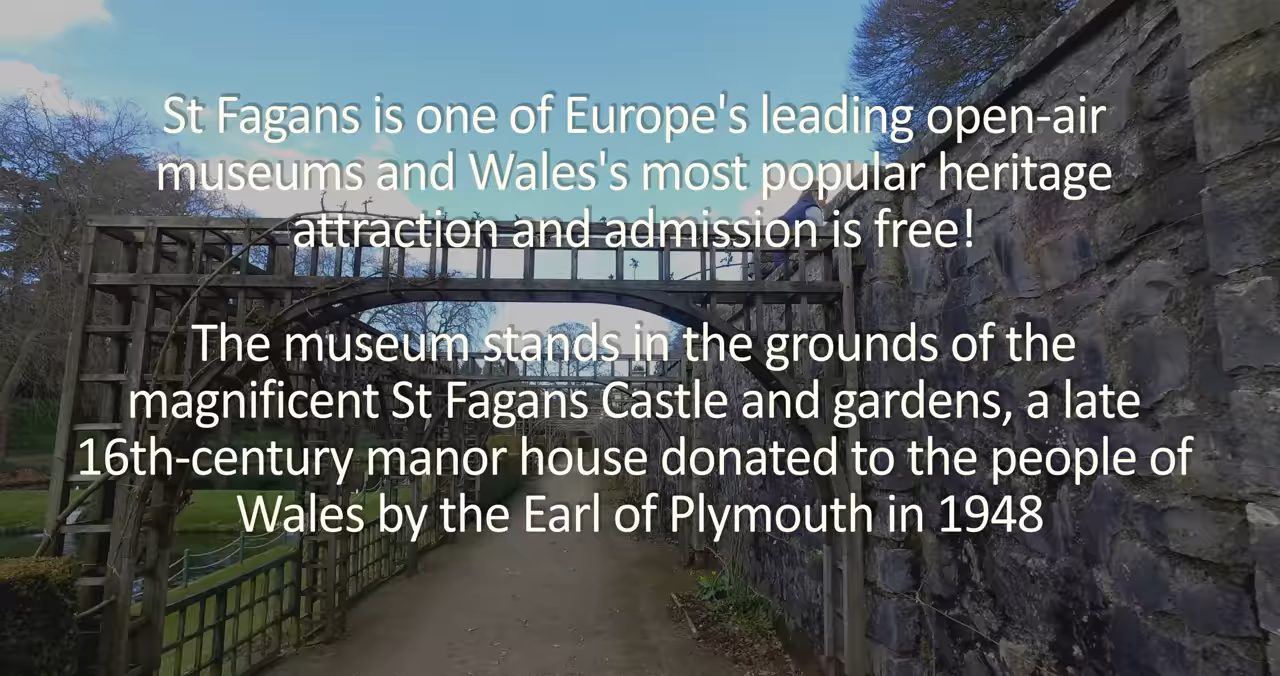 St Fagans is one of Europe's leading open-air
museums and Wales's most popular heritage
attraction and admission is free!
The museum stands in the grounds of the
magnificent St Fagans Castle and gardens, a late
16th-century manor house donated to the people of
Wales by the Earl of Plymouth in 1948